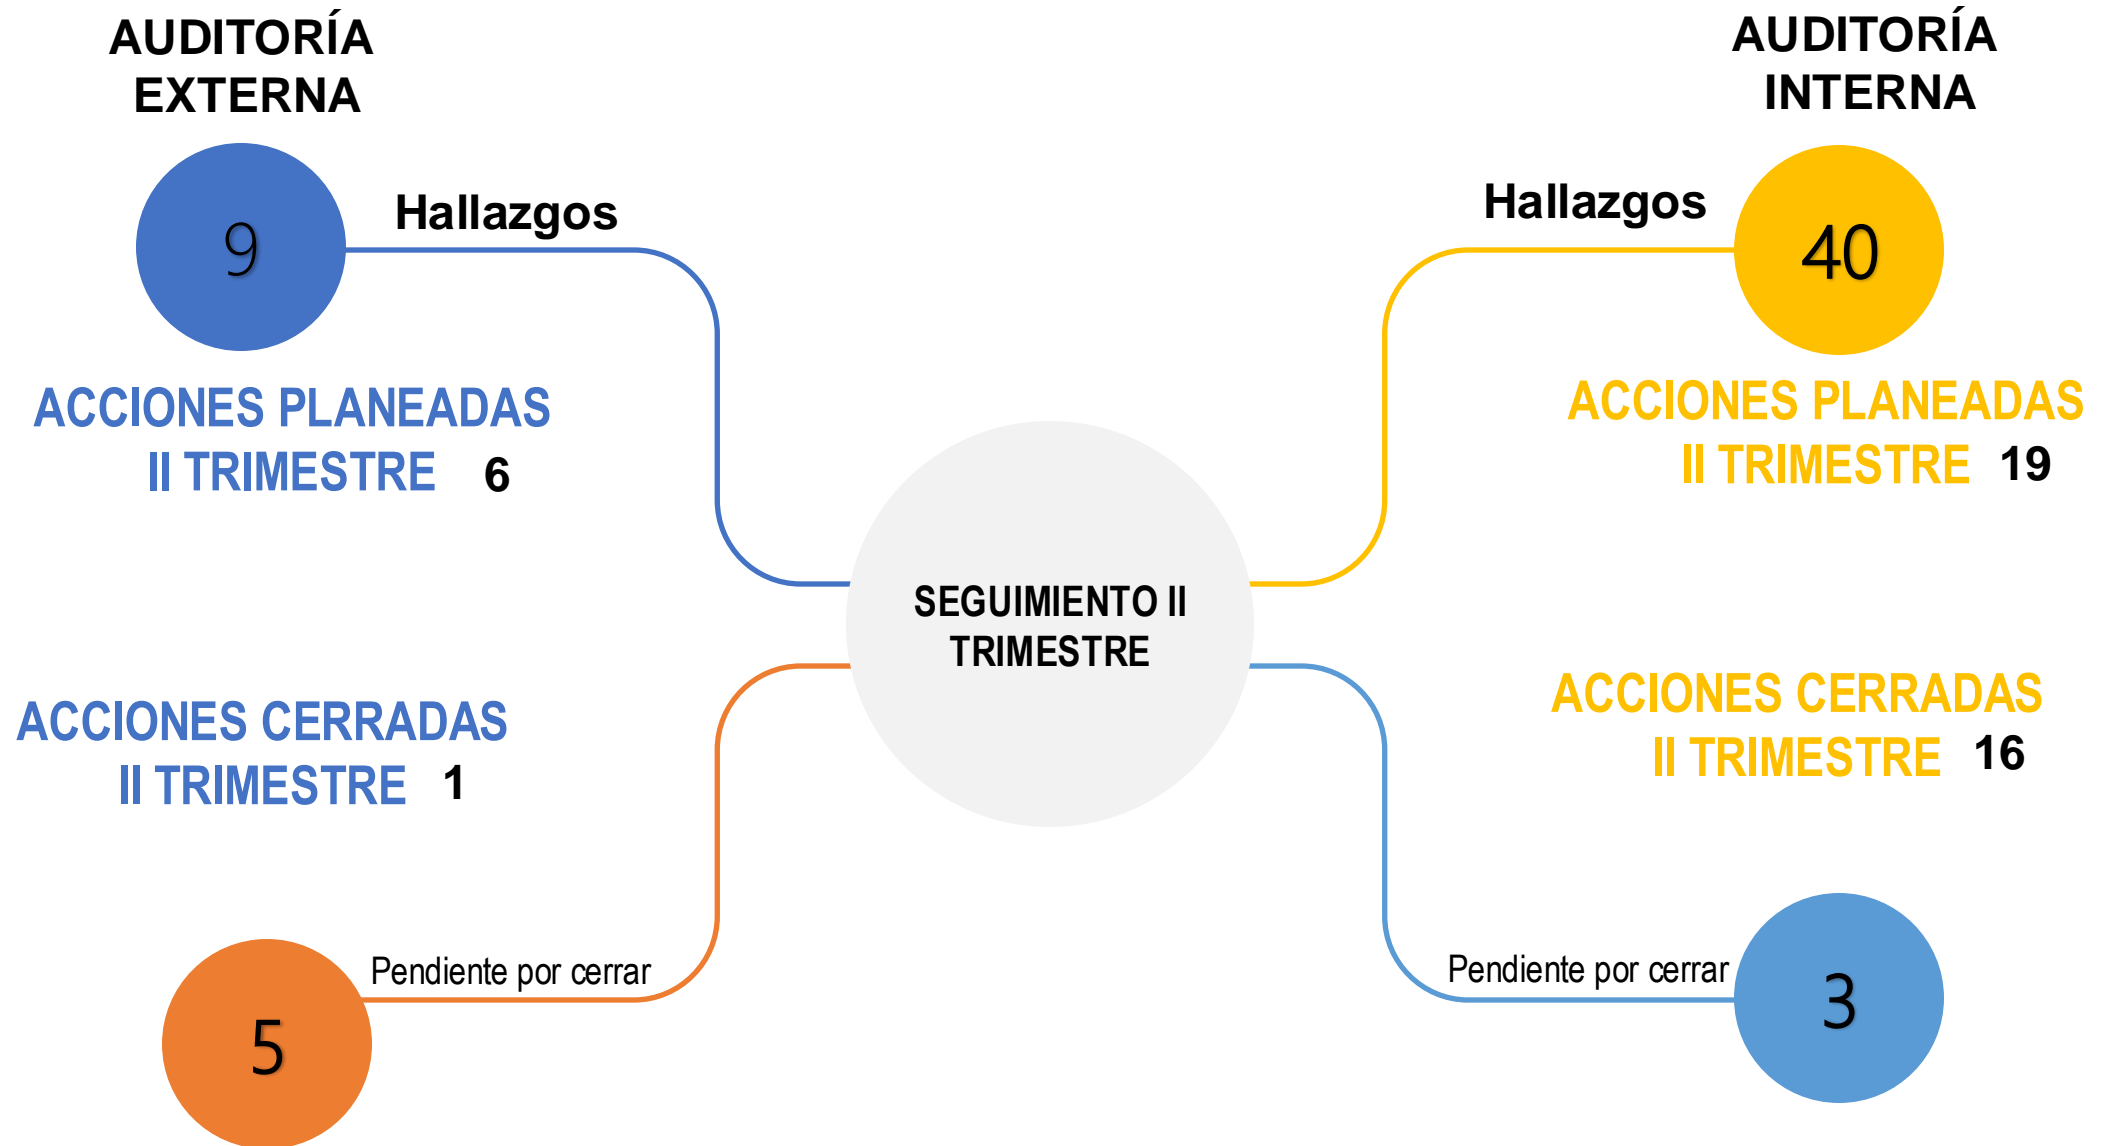 AUDITORÍA
EXTERNA
9
Hallazgos
ACCIONES PLANEADAS
II TRIMESTRE 6
ACCIONES CERRADAS
II TRIMESTRE 1
Pendiente por cerrar
5
SEGUIMIENTO II
TRIMESTRE
AUDITORÍA
INTERNA
Hallazgos
40
ACCIONES PLANEADAS
II TRIMESTRE 19
ACCIONES CERRADAS
II TRIMESTRE 16
Pendiente por cerrar
3